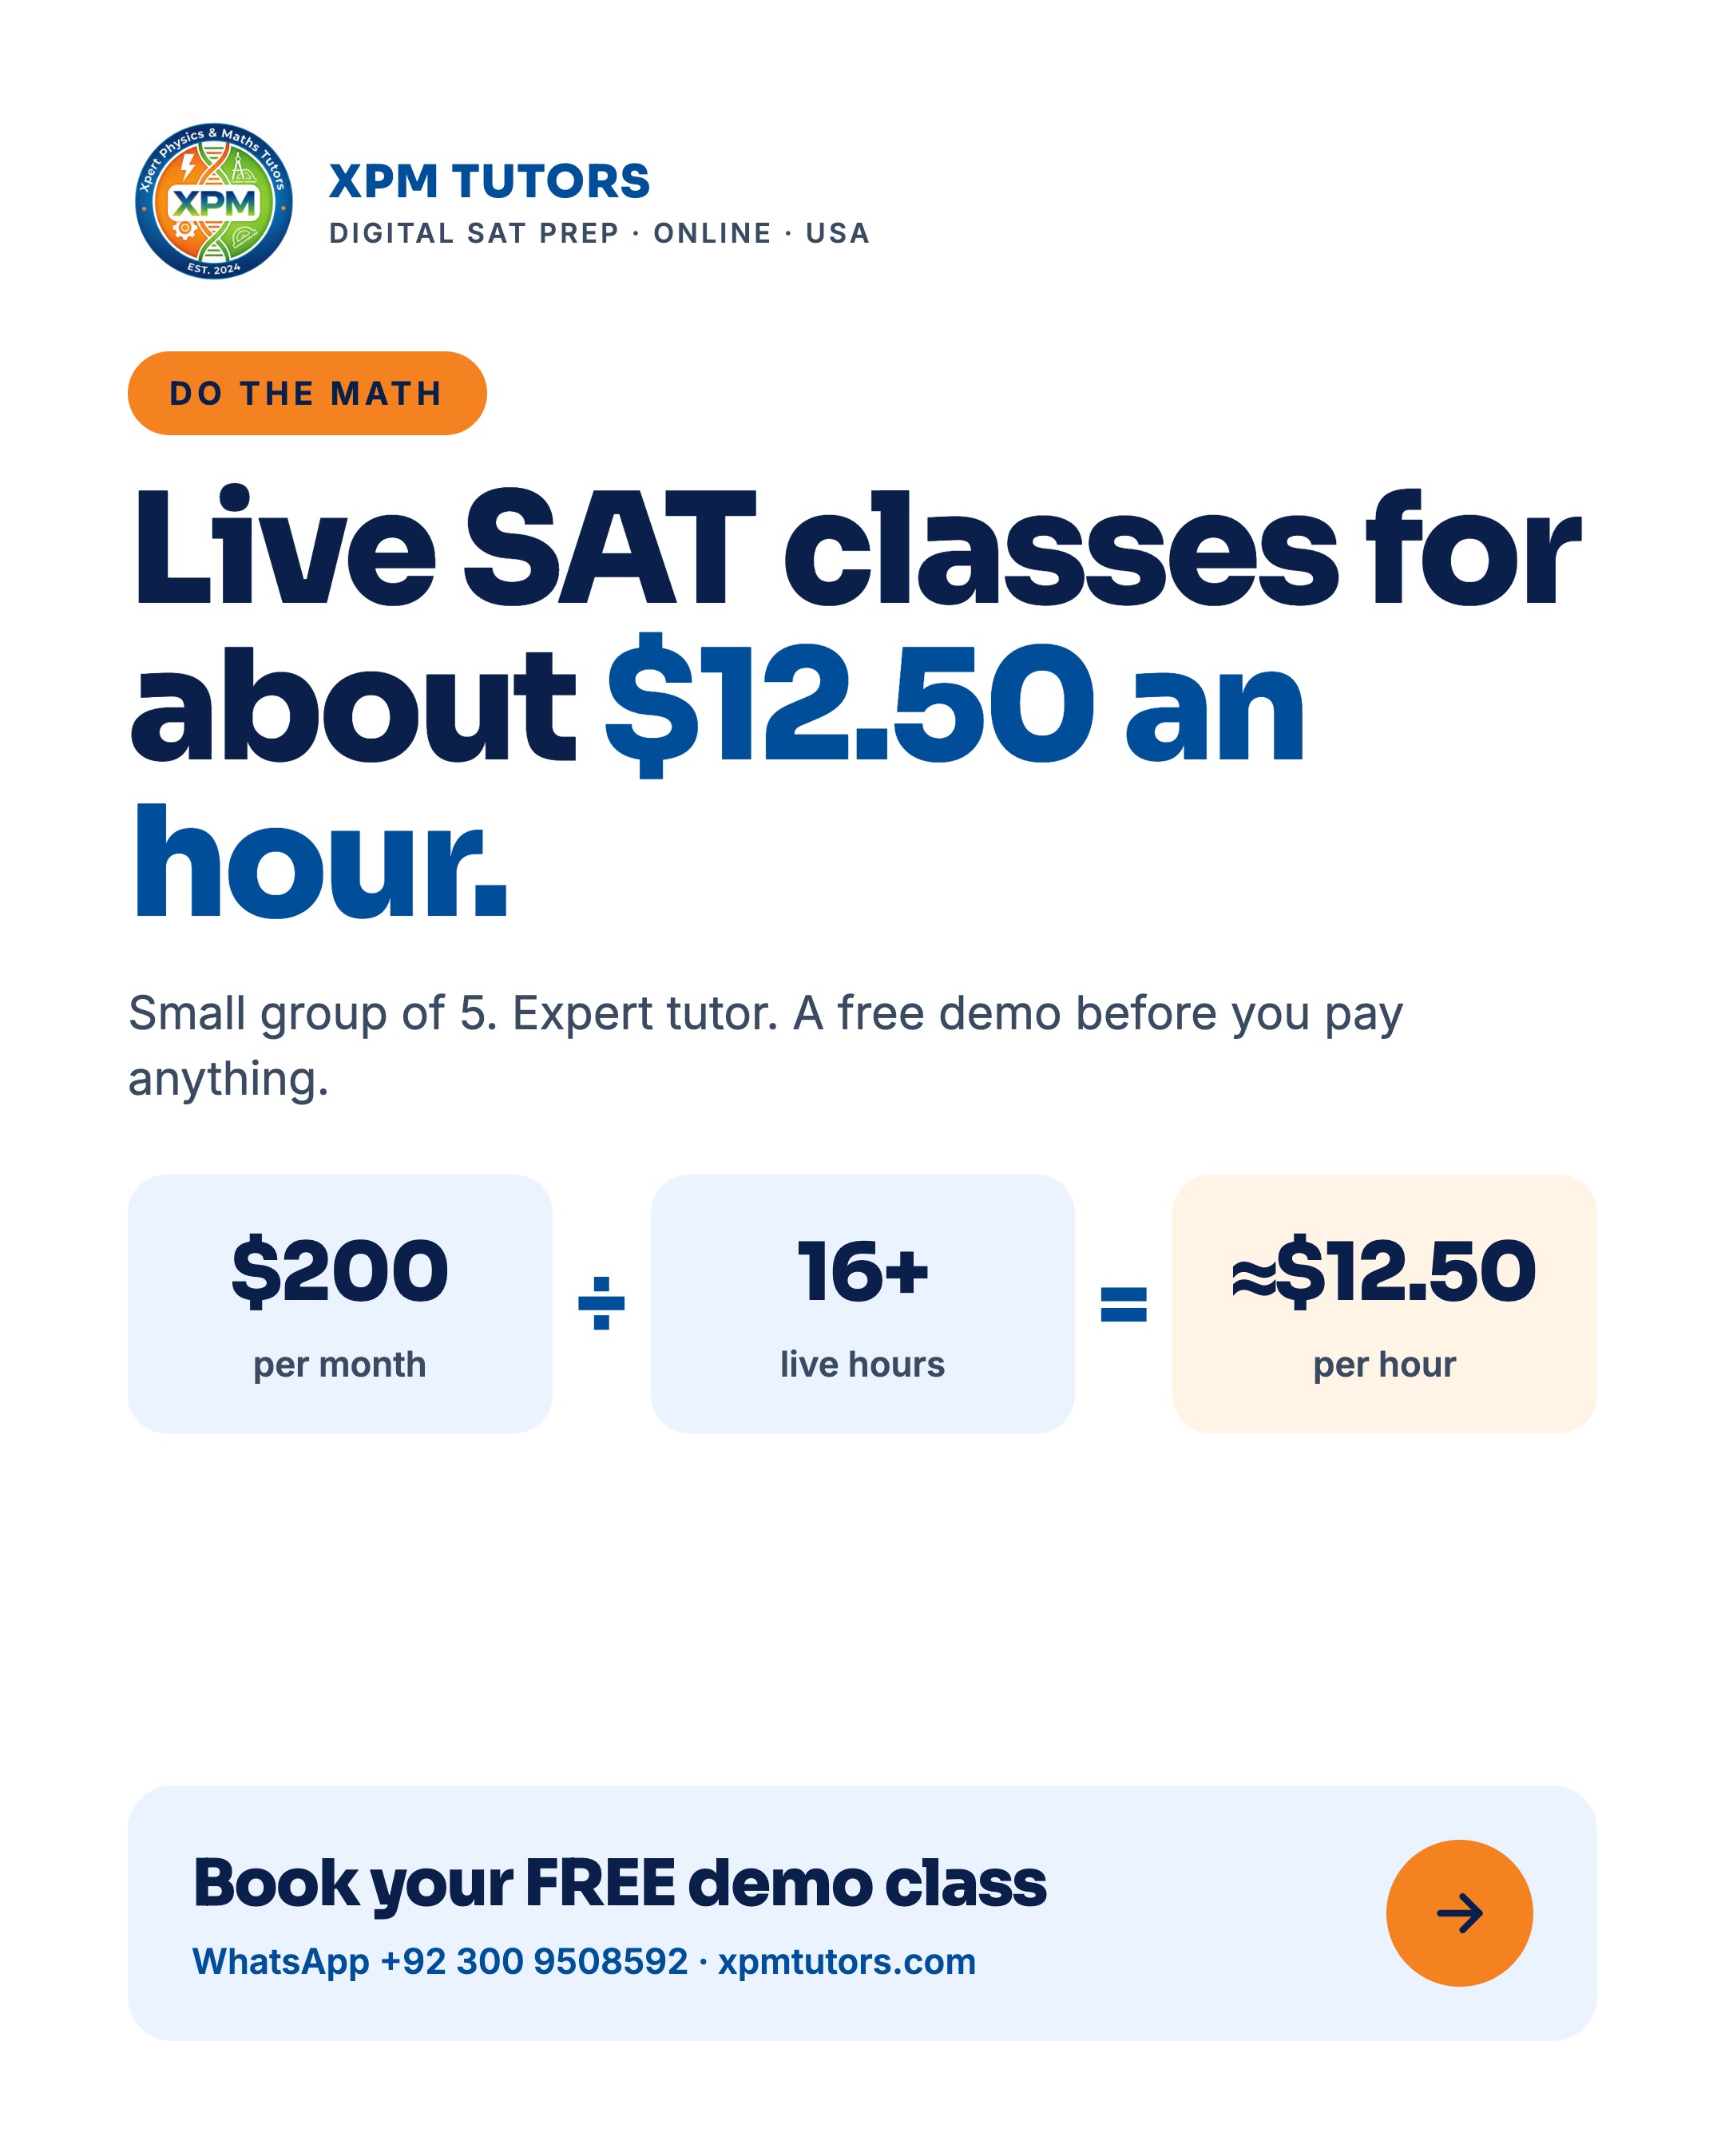 Xpert Physics & Maths Tutors
XPM
EST. 2024
XPM TUTORS
DIGITAL SAT PREP · ONLINE · USA
DO THE MATH
Live SAT classes for
about $12.50 an
hour.
Small group of 5. Expert tutor. A free demo before you pay
anything.
$200 ÷ 16+ = ≈$12.50
per month live hours per hour
Book your FREE demo class
WhatsApp +92 300 9508592 · xpmtutors.com